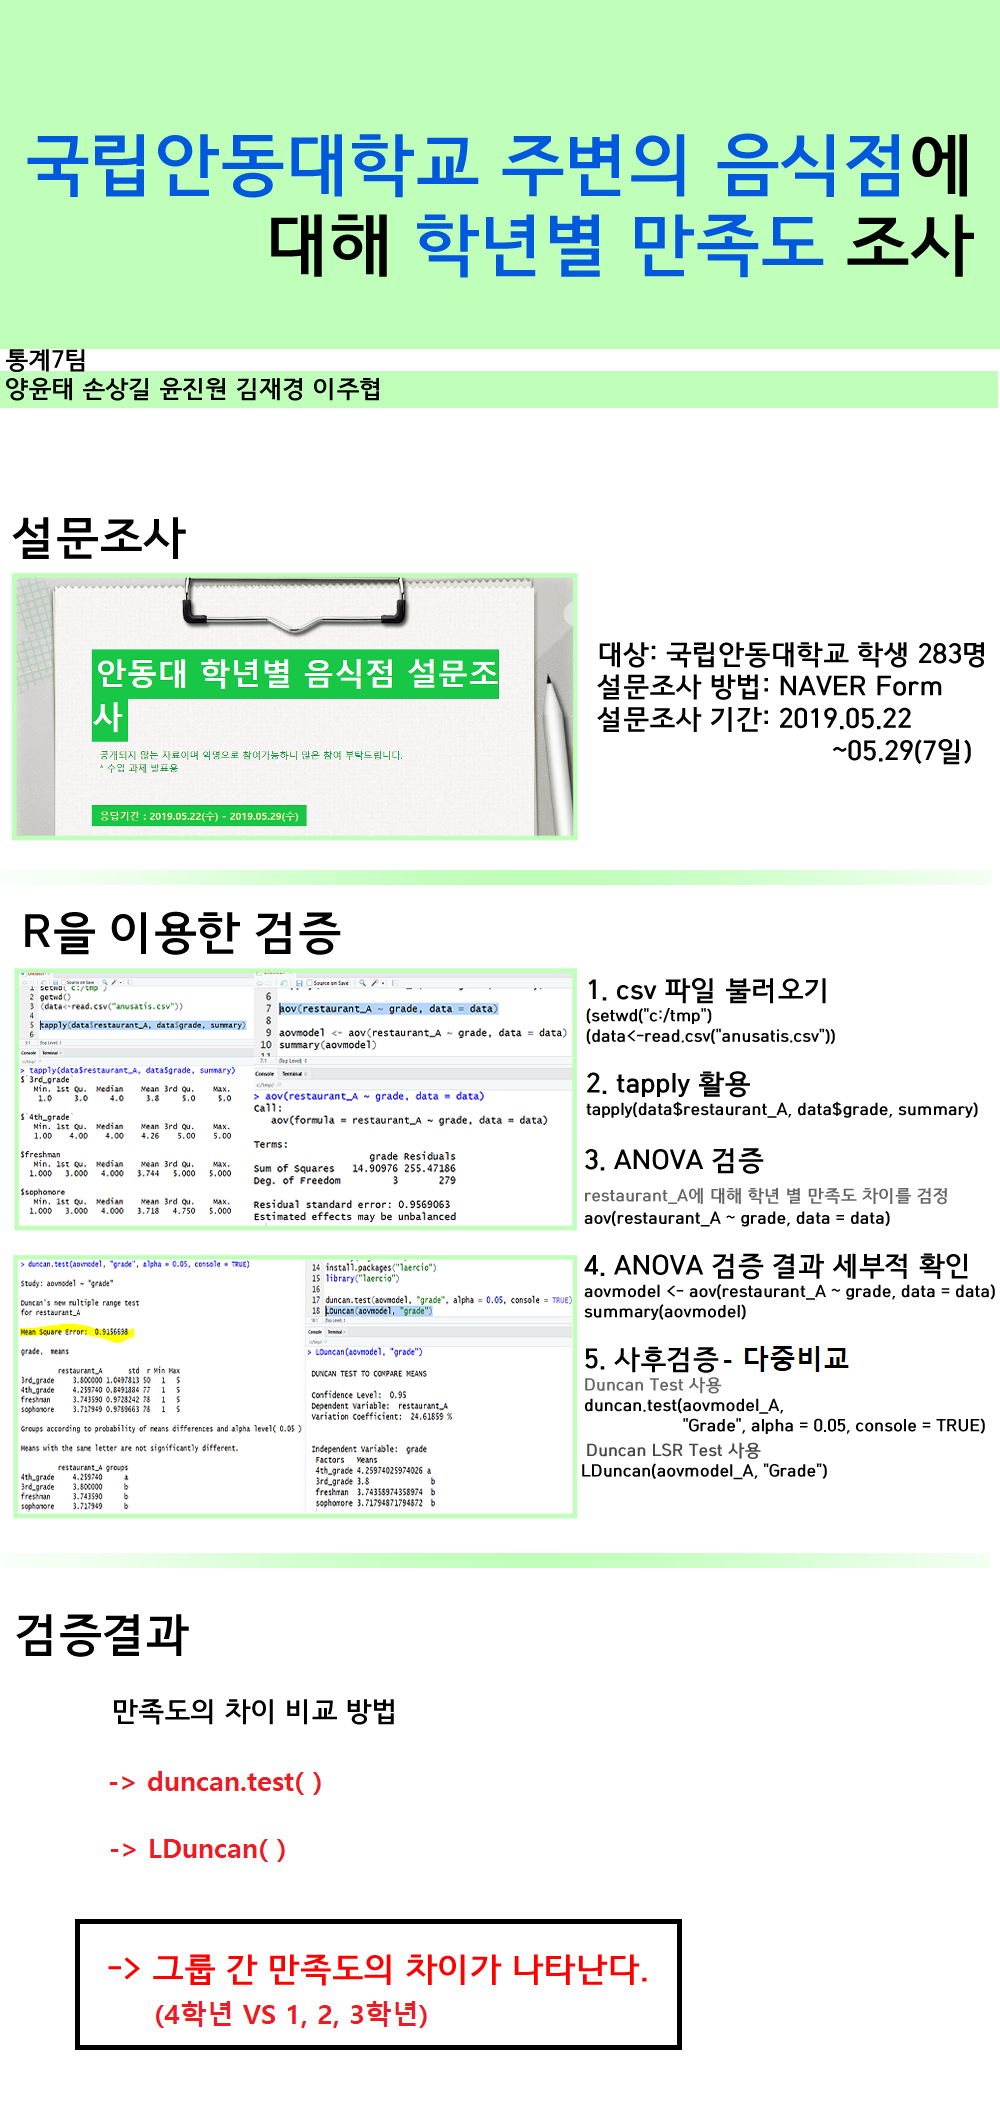 국립안동대학교 주변의 음식점에
대해 학년별 만족도 조사
통계7팀
양윤태 손상길 윤진원 김재경 이주협
설문조사
안동대 학년별 음식점 설문조
사
공개되지 않는 자료이며 익명으로 참여가능하니 많은 참여 부탁드립니다.
* 수업 과제 발표용
응답기간 : 2019.05.22(수) - 2019.05.29(수)
대상: 국립안동대학교 학생 283명
설문조사 방법: NAVER Form
설문조사 기간: 2019.05.22
~05.29(7일)
R을 이용한 검증
Source on Save
1 setwd("c:/tmp")
2 getwd()
3 (data<-read.csv("anusatis.csv"))
4
5 tapply(data$restaurant_A, data$grade, summary)
6
5:1 (Top Level)
Console Terminal
> tapply(data$restaurant_A, data$grade, summary)
$`3rd_grade`
Min. 1st Qu. Median Mean 3rd Qu. Max.
1.0 3.0 4.0 3.8 5.0 5.0
$`4th_grade`
Min. 1st Qu. Median Mean 3rd Qu. Max.
1.00 4.00 4.00 4.26 5.00 5.00
$freshman
Min. 1st Qu. Median Mean 3rd Qu. Max.
1.000 3.000 4.000 3.744 5.000 5.000
$sophomore
Min. 1st Qu. Median Mean 3rd Qu. Max.
1.000 3.000 4.000 3.718 4.750 5.000
Source on Save
6
7 aov(restaurant_A ~ grade, data = data)
8
9 aovmodel <- aov(restaurant_A ~ grade, data = data)
10 summary(aovmodel)
11
7:1 (Top Level)
Console Terminal
> aov(restaurant_A ~ grade, data = data)
Call:
aov(formula = restaurant_A ~ grade, data = data)
Terms:
grade Residuals
Sum of Squares 14.90976 255.47186
Deg. of Freedom 3 279
Residual standard error: 0.9569063
Estimated effects may be unbalanced
1. csv 파일 불러오기
(setwd("c:/tmp")
(data<-read.csv("anusatis.csv"))
2. tapply 활용
tapply(data$restaurant_A, data$grade, summary)
3. ANOVA 검증
restaurant_A에 대해 학년 별 만족도 차이를 검정
aov(restaurant_A ~ grade, data = data)
> duncan.test(aovmodel, "grade", alpha = 0.05, console = TRUE)
Study: aovmodel ~ "grade"
Duncan's new multiple range test
for restaurant_A
Mean Square Error: 0.9156698
grade, means
restaurant_A std r Min Max
3rd_grade 3.800000 1.0497813 50 1 5
4th_grade 4.259740 0.8491884 77 1 5
freshman 3.743590 0.9728242 78 1 5
sophomore 3.717949 0.9789663 78 1 5
Groups according to probability of means differences and alpha level( 0.05 )
Means with the same letter are not significantly different.
restaurant_A groups
4th_grade 4.259740 a
3rd_grade 3.800000 b
freshman 3.743590 b
sophomore 3.717949 b
14 install.packages("laercio")
15 library("laercio")
16
17 duncan.test(aovmodel, "grade", alpha = 0.05, console = TRUE)
18 LDuncan(aovmodel, "grade")
18:1 (Top Level)
Console Terminal
> LDuncan(aovmodel, "grade")
DUNCAN TEST TO COMPARE MEANS
Confidence Level: 0.95
Dependent Variable: restaurant_A
Variation Coefficient: 24.61859 %
Independent Variable: grade
Factors Means
4th_grade 4.25974025974026 a
3rd_grade 3.8 b
freshman 3.74358974358974 b
sophomore 3.71794871794872 b
4. ANOVA 검증 결과 세부적 확인
aovmodel <- aov(restaurant_A ~ grade, data = data)
summary(aovmodel)
5. 사후검증- 다중비교
Duncan Test 사용
duncan.test(aovmodel_A,
"Grade", alpha = 0.05, console = TRUE)
Duncan LSR Test 사용
LDuncan(aovmodel_A, "Grade")
검증결과
만족도의 차이 비교 방법
-> duncan.test( )
-> LDuncan( )
-> 그룹 간 만족도의 차이가 나타난다.
(4학년 VS 1, 2, 3학년)